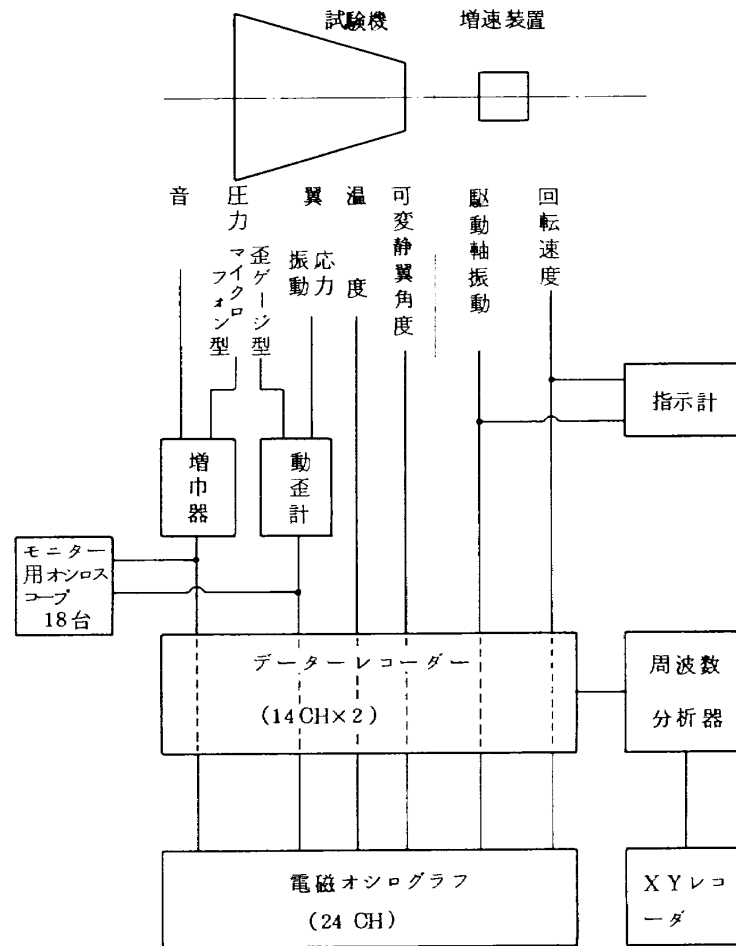 試験機
増速装置
音
圧力
マイクロフォン型
歪ゲージ型
翼
振動
応力
温度
可変静翼角度
駆動軸振動
回転速度
指示計
増巾器
動歪計
モニター
用オシロス
コープ
18台
データーレコーダー
(14CH×2)
周波数
分析器
電磁オシログラフ
(24 CH)
XYレコ
ーダ